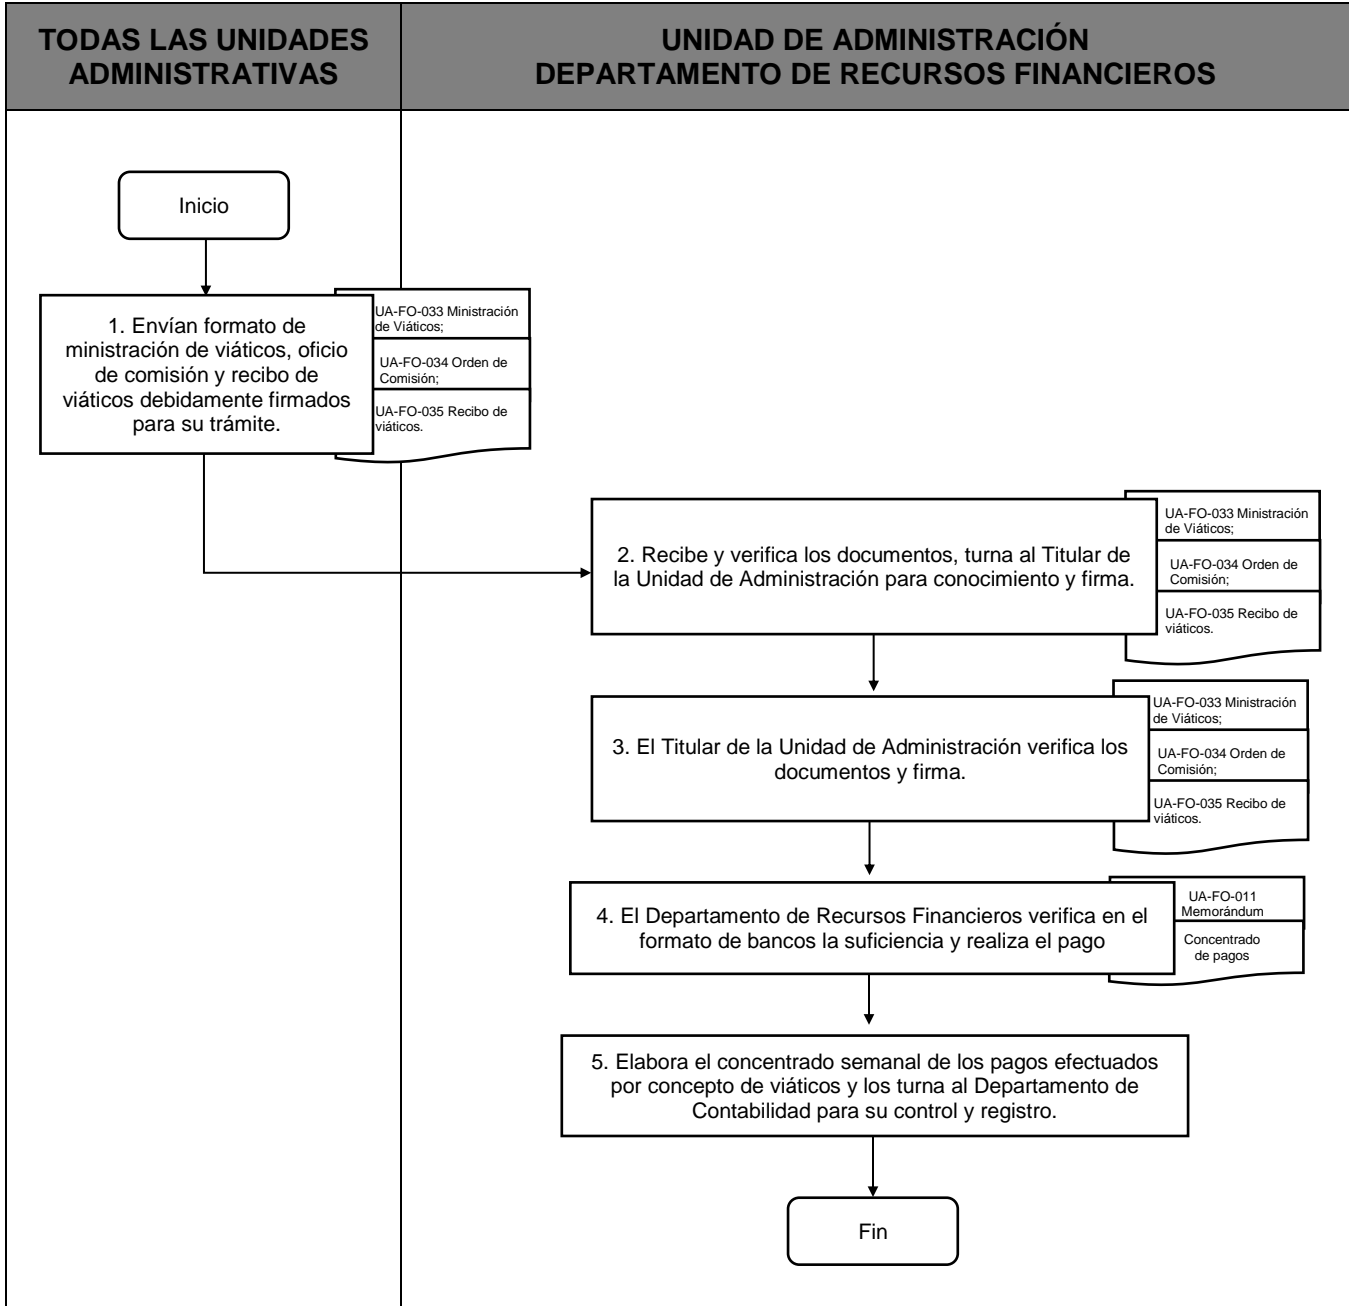 TODAS LAS UNIDADES
ADMINISTRATIVAS
UNIDAD DE ADMINISTRACIÓN
DEPARTAMENTO DE RECURSOS FINANCIEROS
Inicio
1. Envían formato de
ministración de viáticos, oficio
de comisión y recibo de
viáticos debidamente firmados
para su trámite.
UA-FO-033 Ministración
de Viáticos;
UA-FO-034 Orden de
Comisión;
UA-FO-035 Recibo de
viáticos.
2. Recibe y verifica los documentos, turna al Titular de
la Unidad de Administración para conocimiento y firma.
UA-FO-033 Ministración
de Viáticos;
UA-FO-034 Orden de
Comisión;
UA-FO-035 Recibo de
viáticos.
3. El Titular de la Unidad de Administración verifica los
documentos y firma.
UA-FO-033 Ministración
de Viáticos;
UA-FO-034 Orden de
Comisión;
UA-FO-035 Recibo de
viáticos.
4. El Departamento de Recursos Financieros verifica en el
formato de bancos la suficiencia y realiza el pago
UA-FO-011
Memorándum
Concentrado
de pagos
5. Elabora el concentrado semanal de los pagos efectuados
por concepto de viáticos y los turna al Departamento de
Contabilidad para su control y registro.
Fin